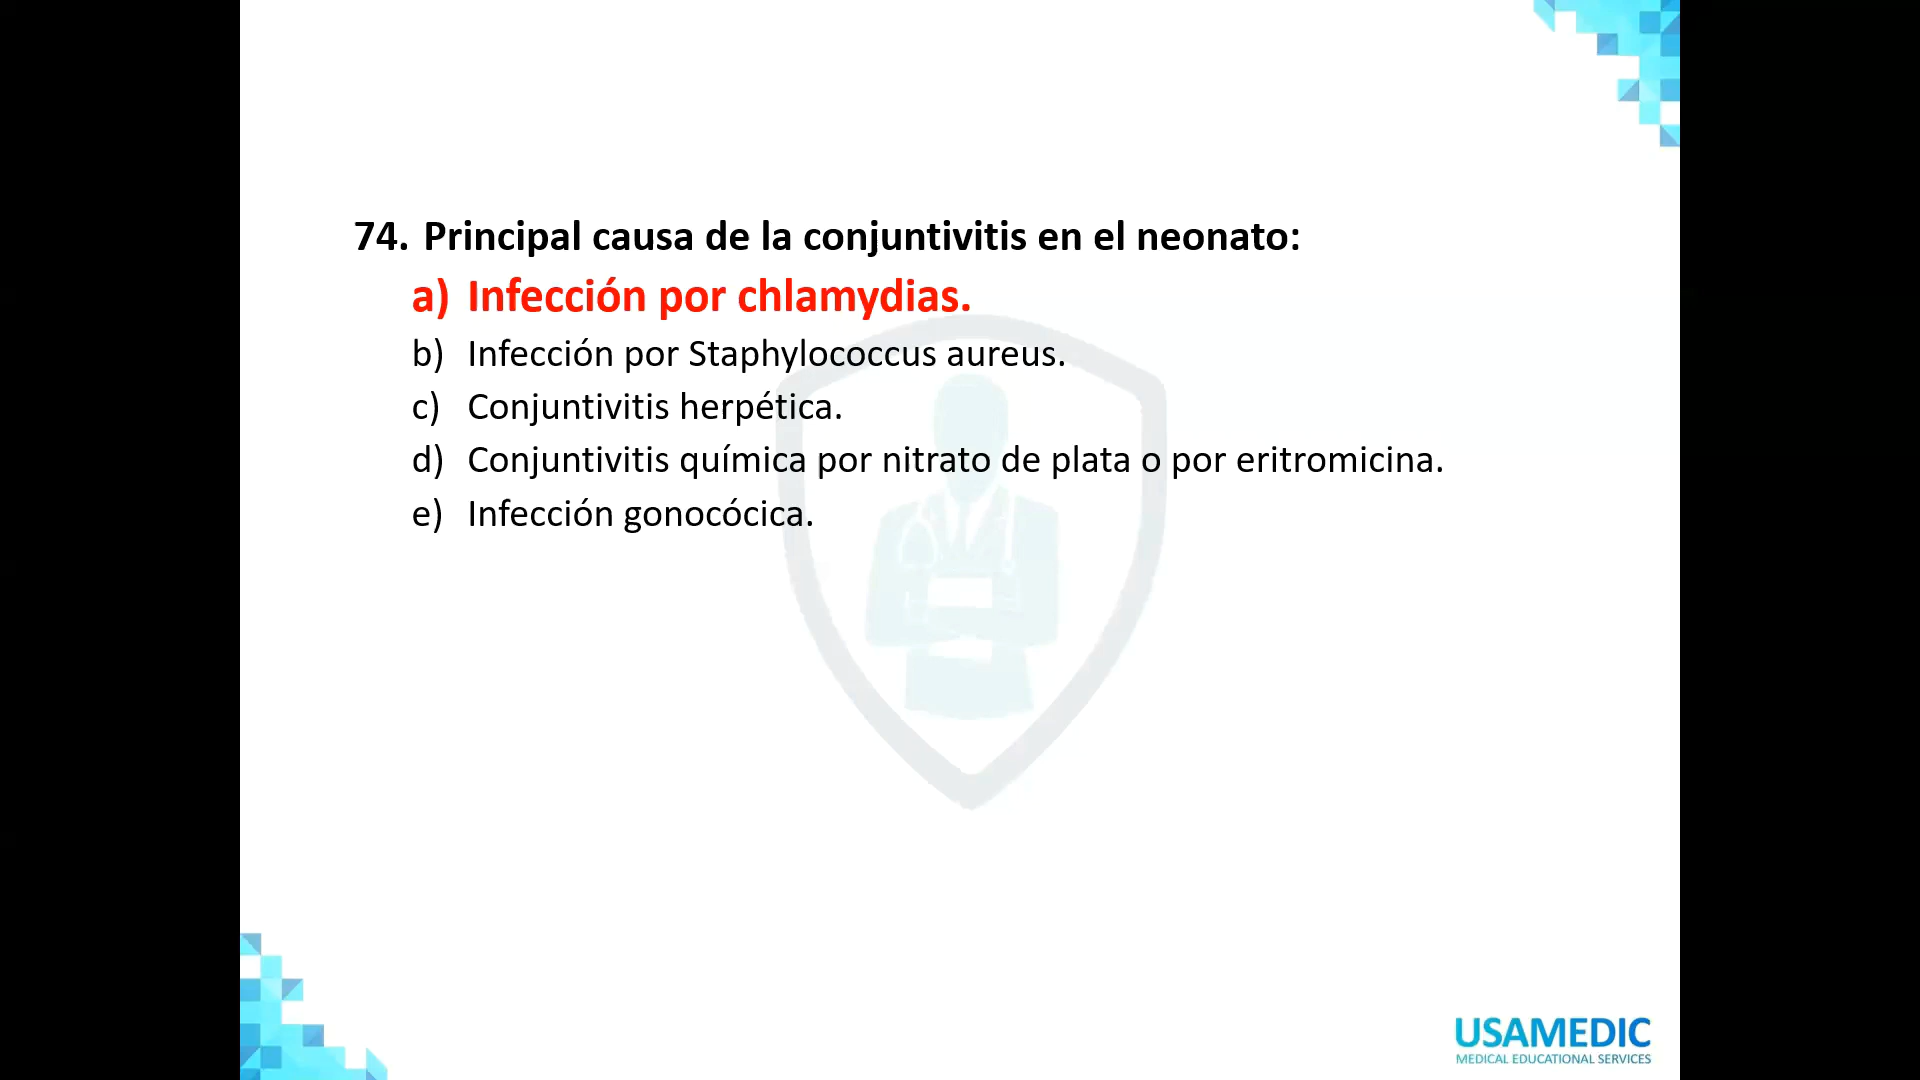 74. Principal causa de la conjuntivitis en el neonato:
a) Infección por chlamydias.
b) Infección por Staphylococcus aureus.
c) Conjuntivitis herpética.
d) Conjuntivitis química por nitrato de plata o por eritromicina.
e) Infección gonocócica.
USAMEDIC
MEDICAL EDUCATIONAL SERVICES